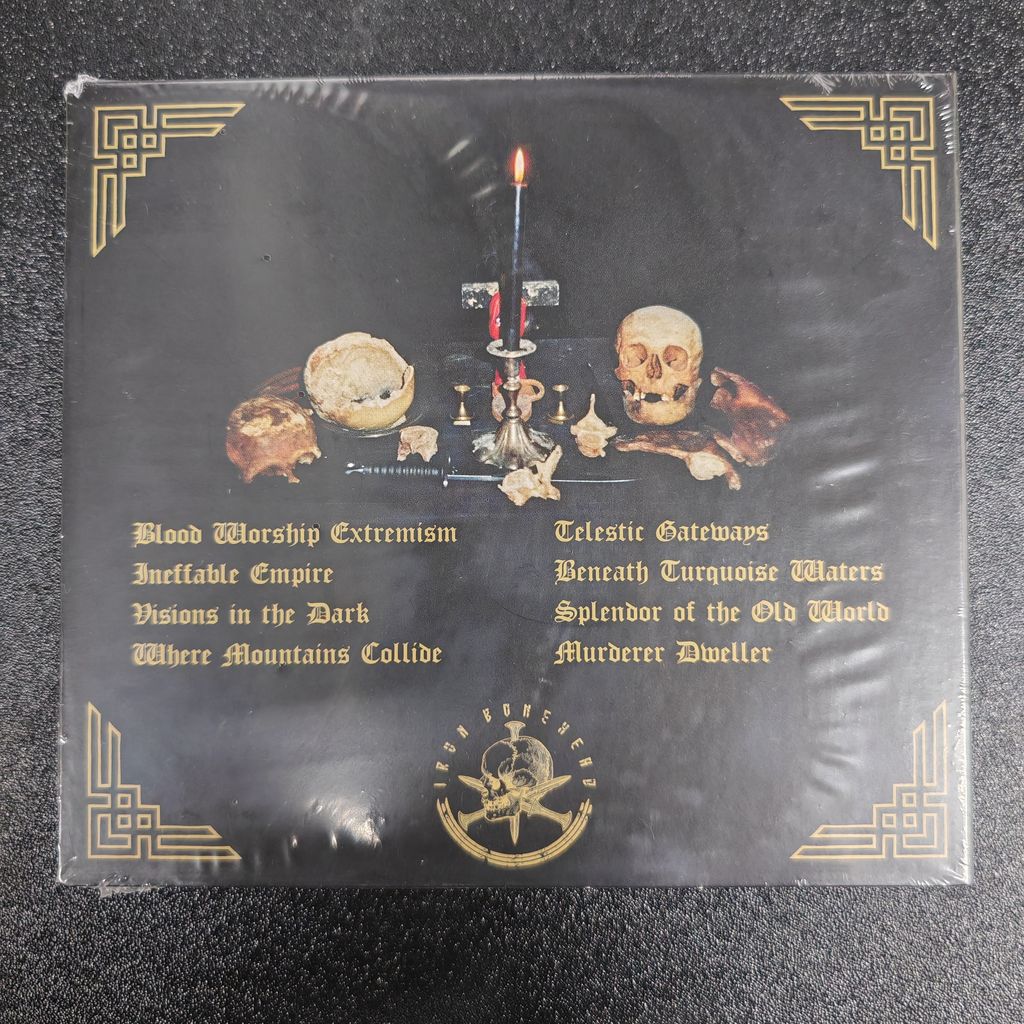 Blood Worship Extremism
Ineffable Empire
Visions in the Dark
Where Mountains Collide
Telestic Gateways
Beneath Turquoise Waters
Splendor of the Old World
Murderer Dweller
IRON BONEHEAD